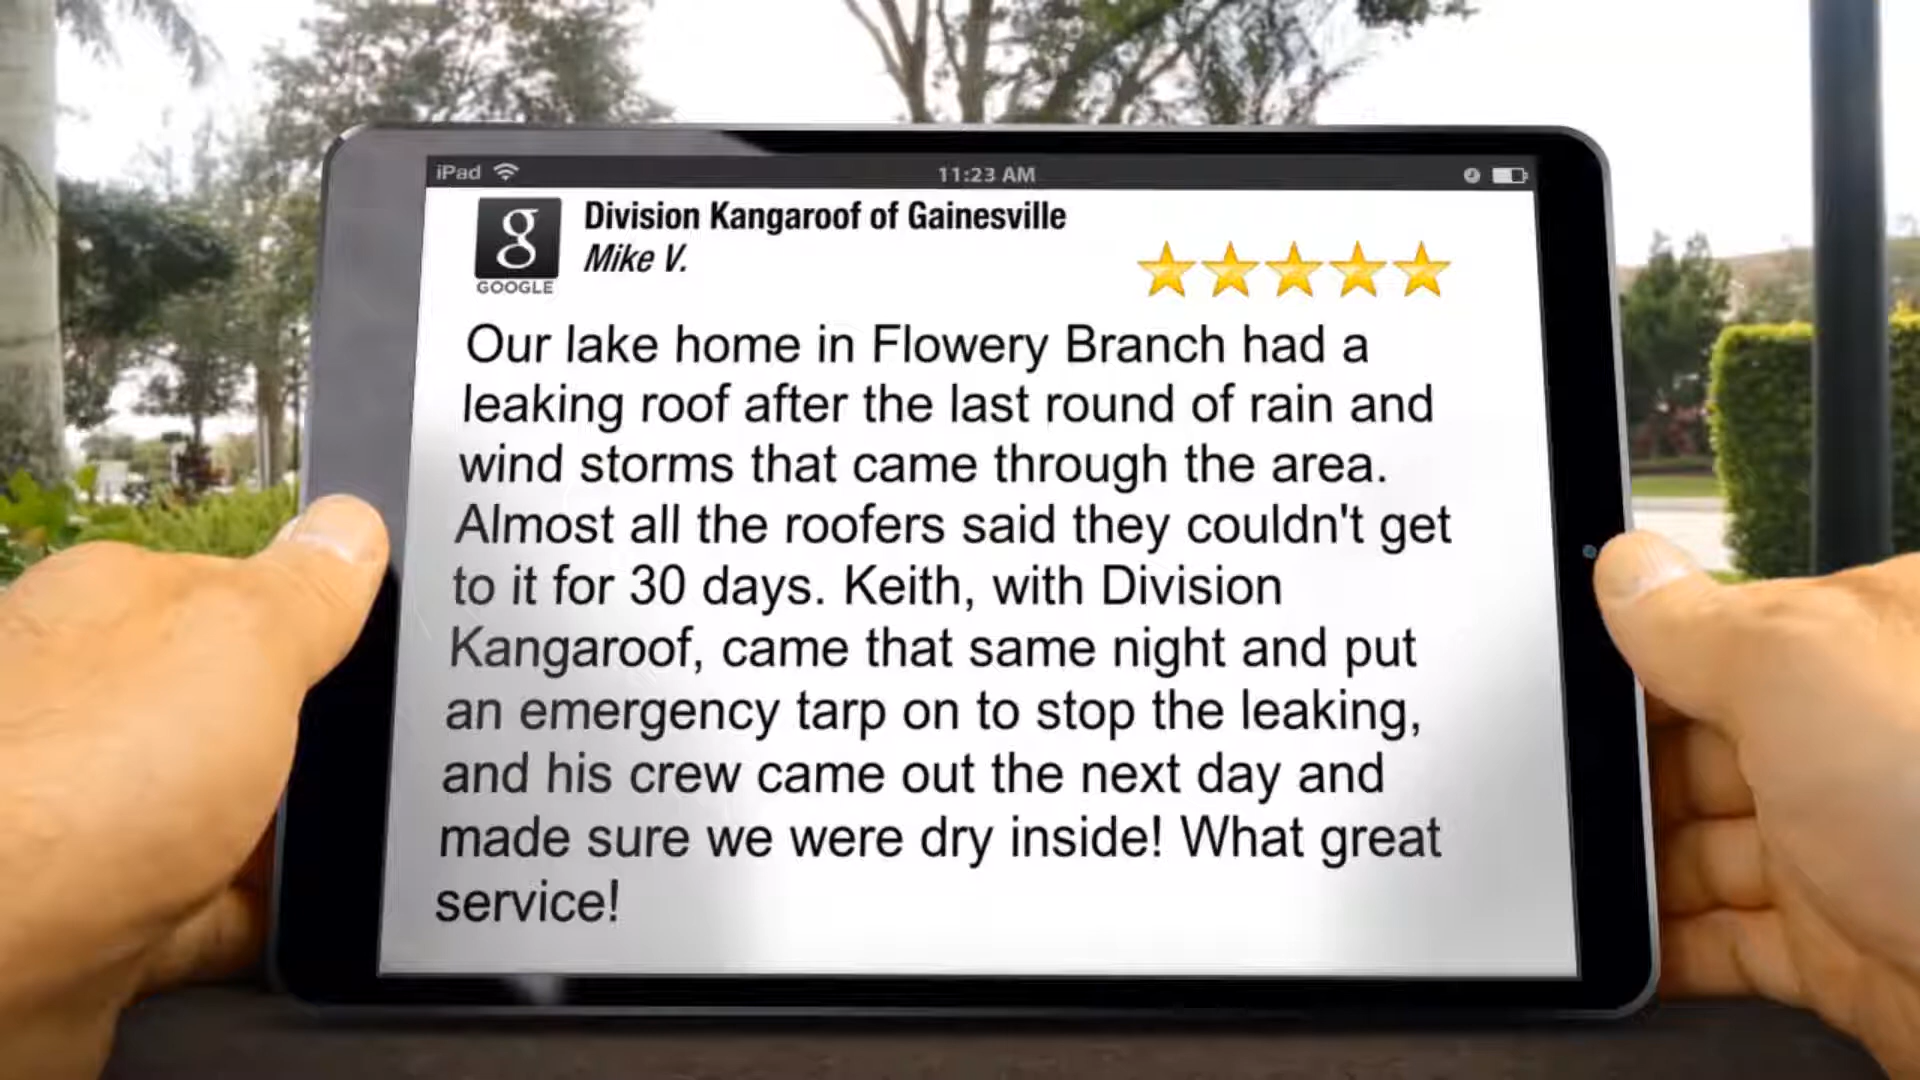 iPad
11:23 AM
Division Kangaroof of Gainesville
Mike V.
g
GOOGLE
Our lake home in Flowery Branch had a
leaking roof after the last round of rain and
wind storms that came through the area.
Almost all the roofers said they couldn't get
to it for 30 days. Keith, with Division
Kangaroof, came that same night and put
an emergency tarp on to stop the leaking,
and his crew came out the next day and
made sure we were dry inside! What great
service!